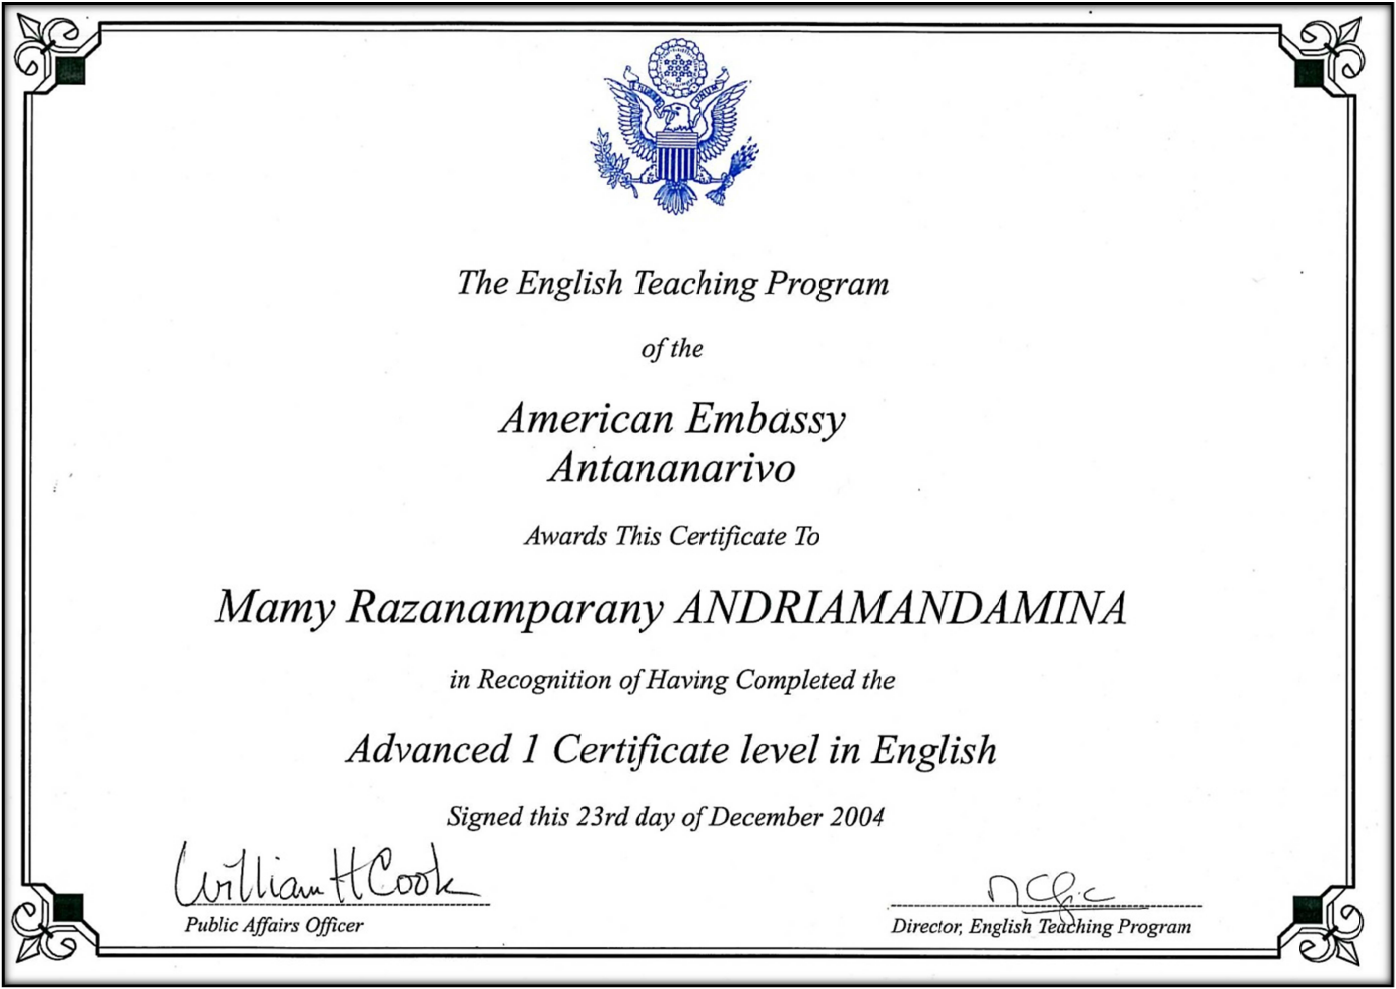 The English Teaching Program
of the
American Embassy
Antananarivo
Awards This Certificate To
Mamy Razanamparany ANDRIAMANDAMINA
in Recognition of Having Completed the
Advanced 1 Certificate level in English
Signed this 23rd day of December 2004
William H Cook
Public Affairs Officer
Director, English Teaching Program